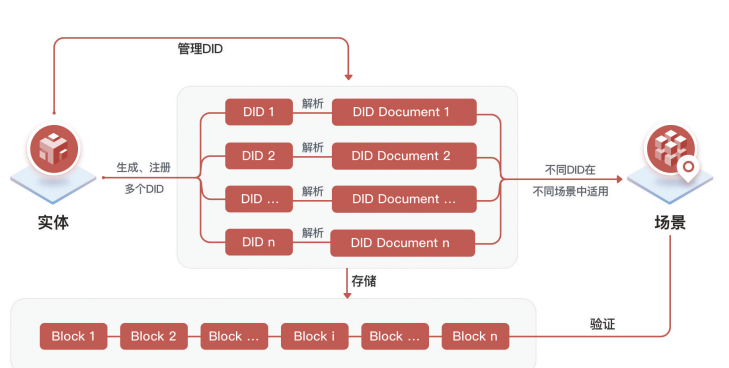 管理DID
DID 1
解析
DID Document 1
DID 2
解析
DID Document 2
生成、注册
多个DID
DID ...
解析
DID Document ...
不同DID在
不同场景中适用
DID n
解析
DID Document n
实体
场景
存储
验证
Block 1
Block 2
Block ...
Block i
Block ...
Block n